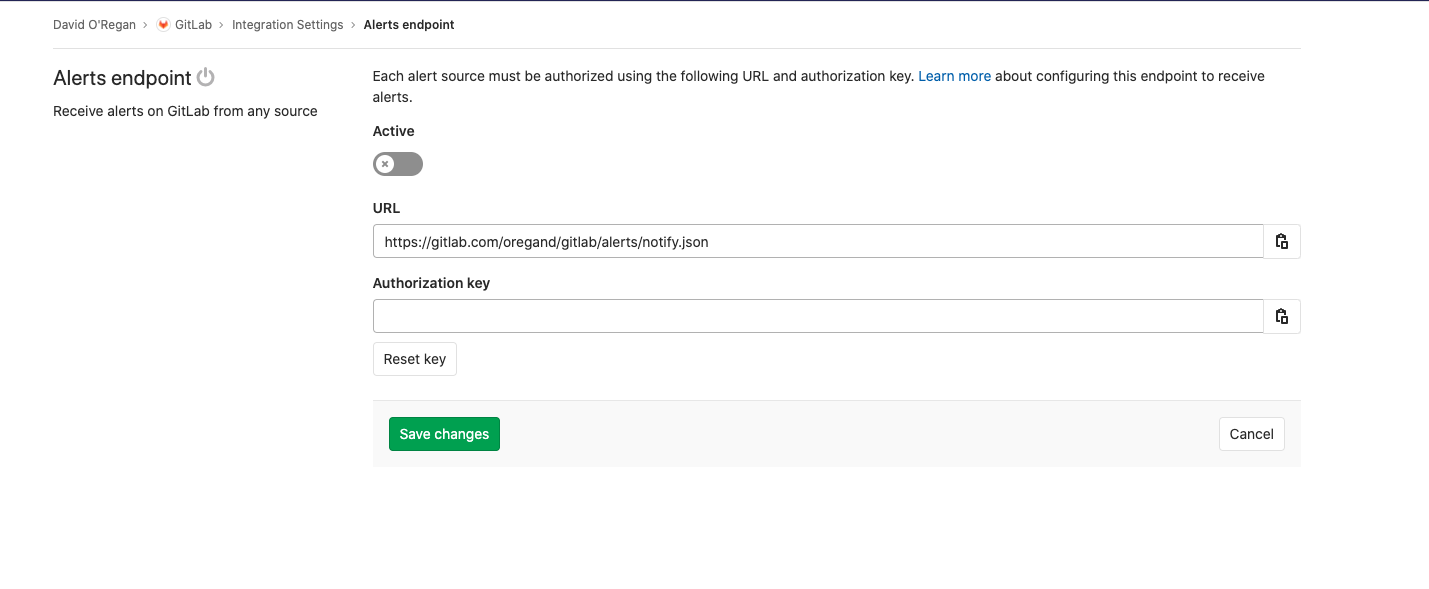 David O'Regan › GitLab › Integration Settings › Alerts endpoint
Alerts endpoint
Receive alerts on GitLab from any source
Each alert source must be authorized using the following URL and authorization key. Learn more about configuring this endpoint to receive
alerts.
Active
URL
https://gitlab.com/oregand/gitlab/alerts/notify.json
Authorization key
Reset key
Save changes
Cancel